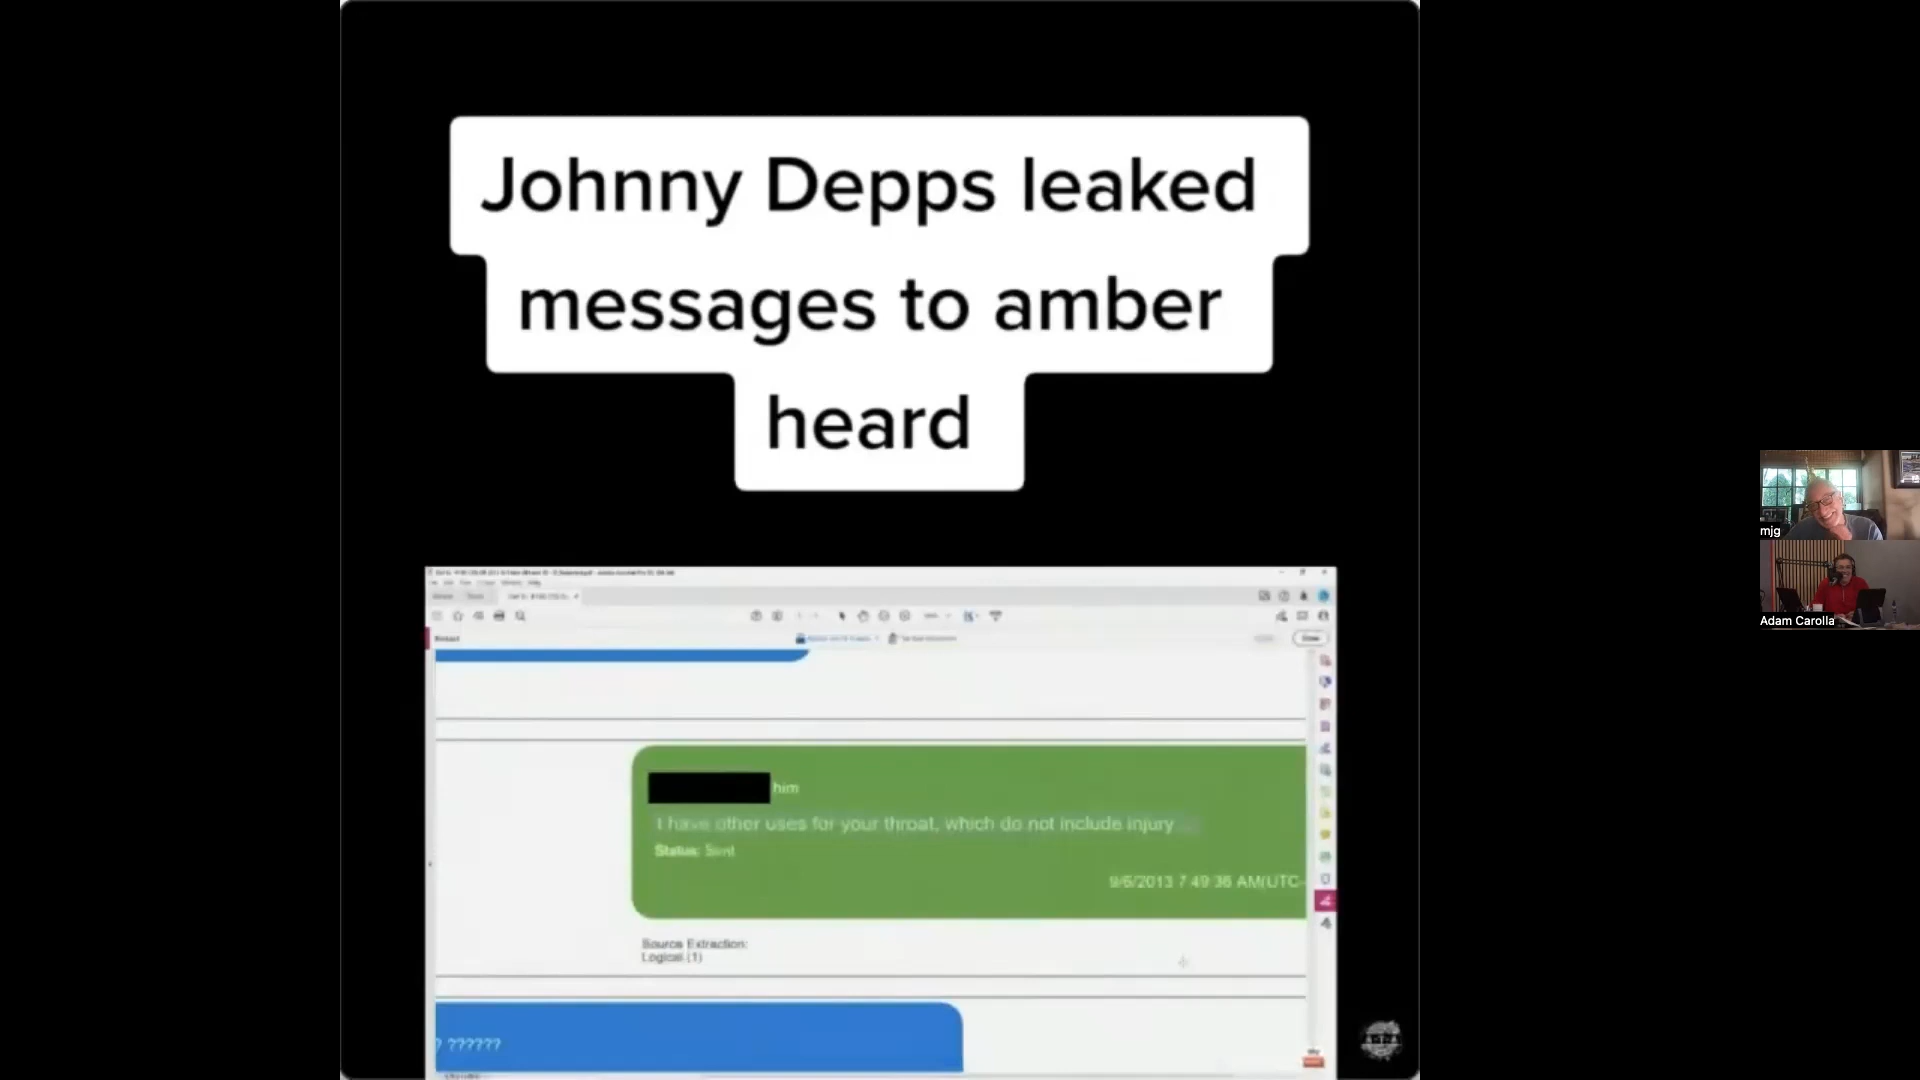 Johnny Depps leaked
messages to amber
heard
him
I have other uses for your throat, which do not include injury
Status: Sent
9/6/2013 7:49:36 AM(UTC-
Source Extraction:
Logical (1)
? ??????
mjg
Adam Carolla